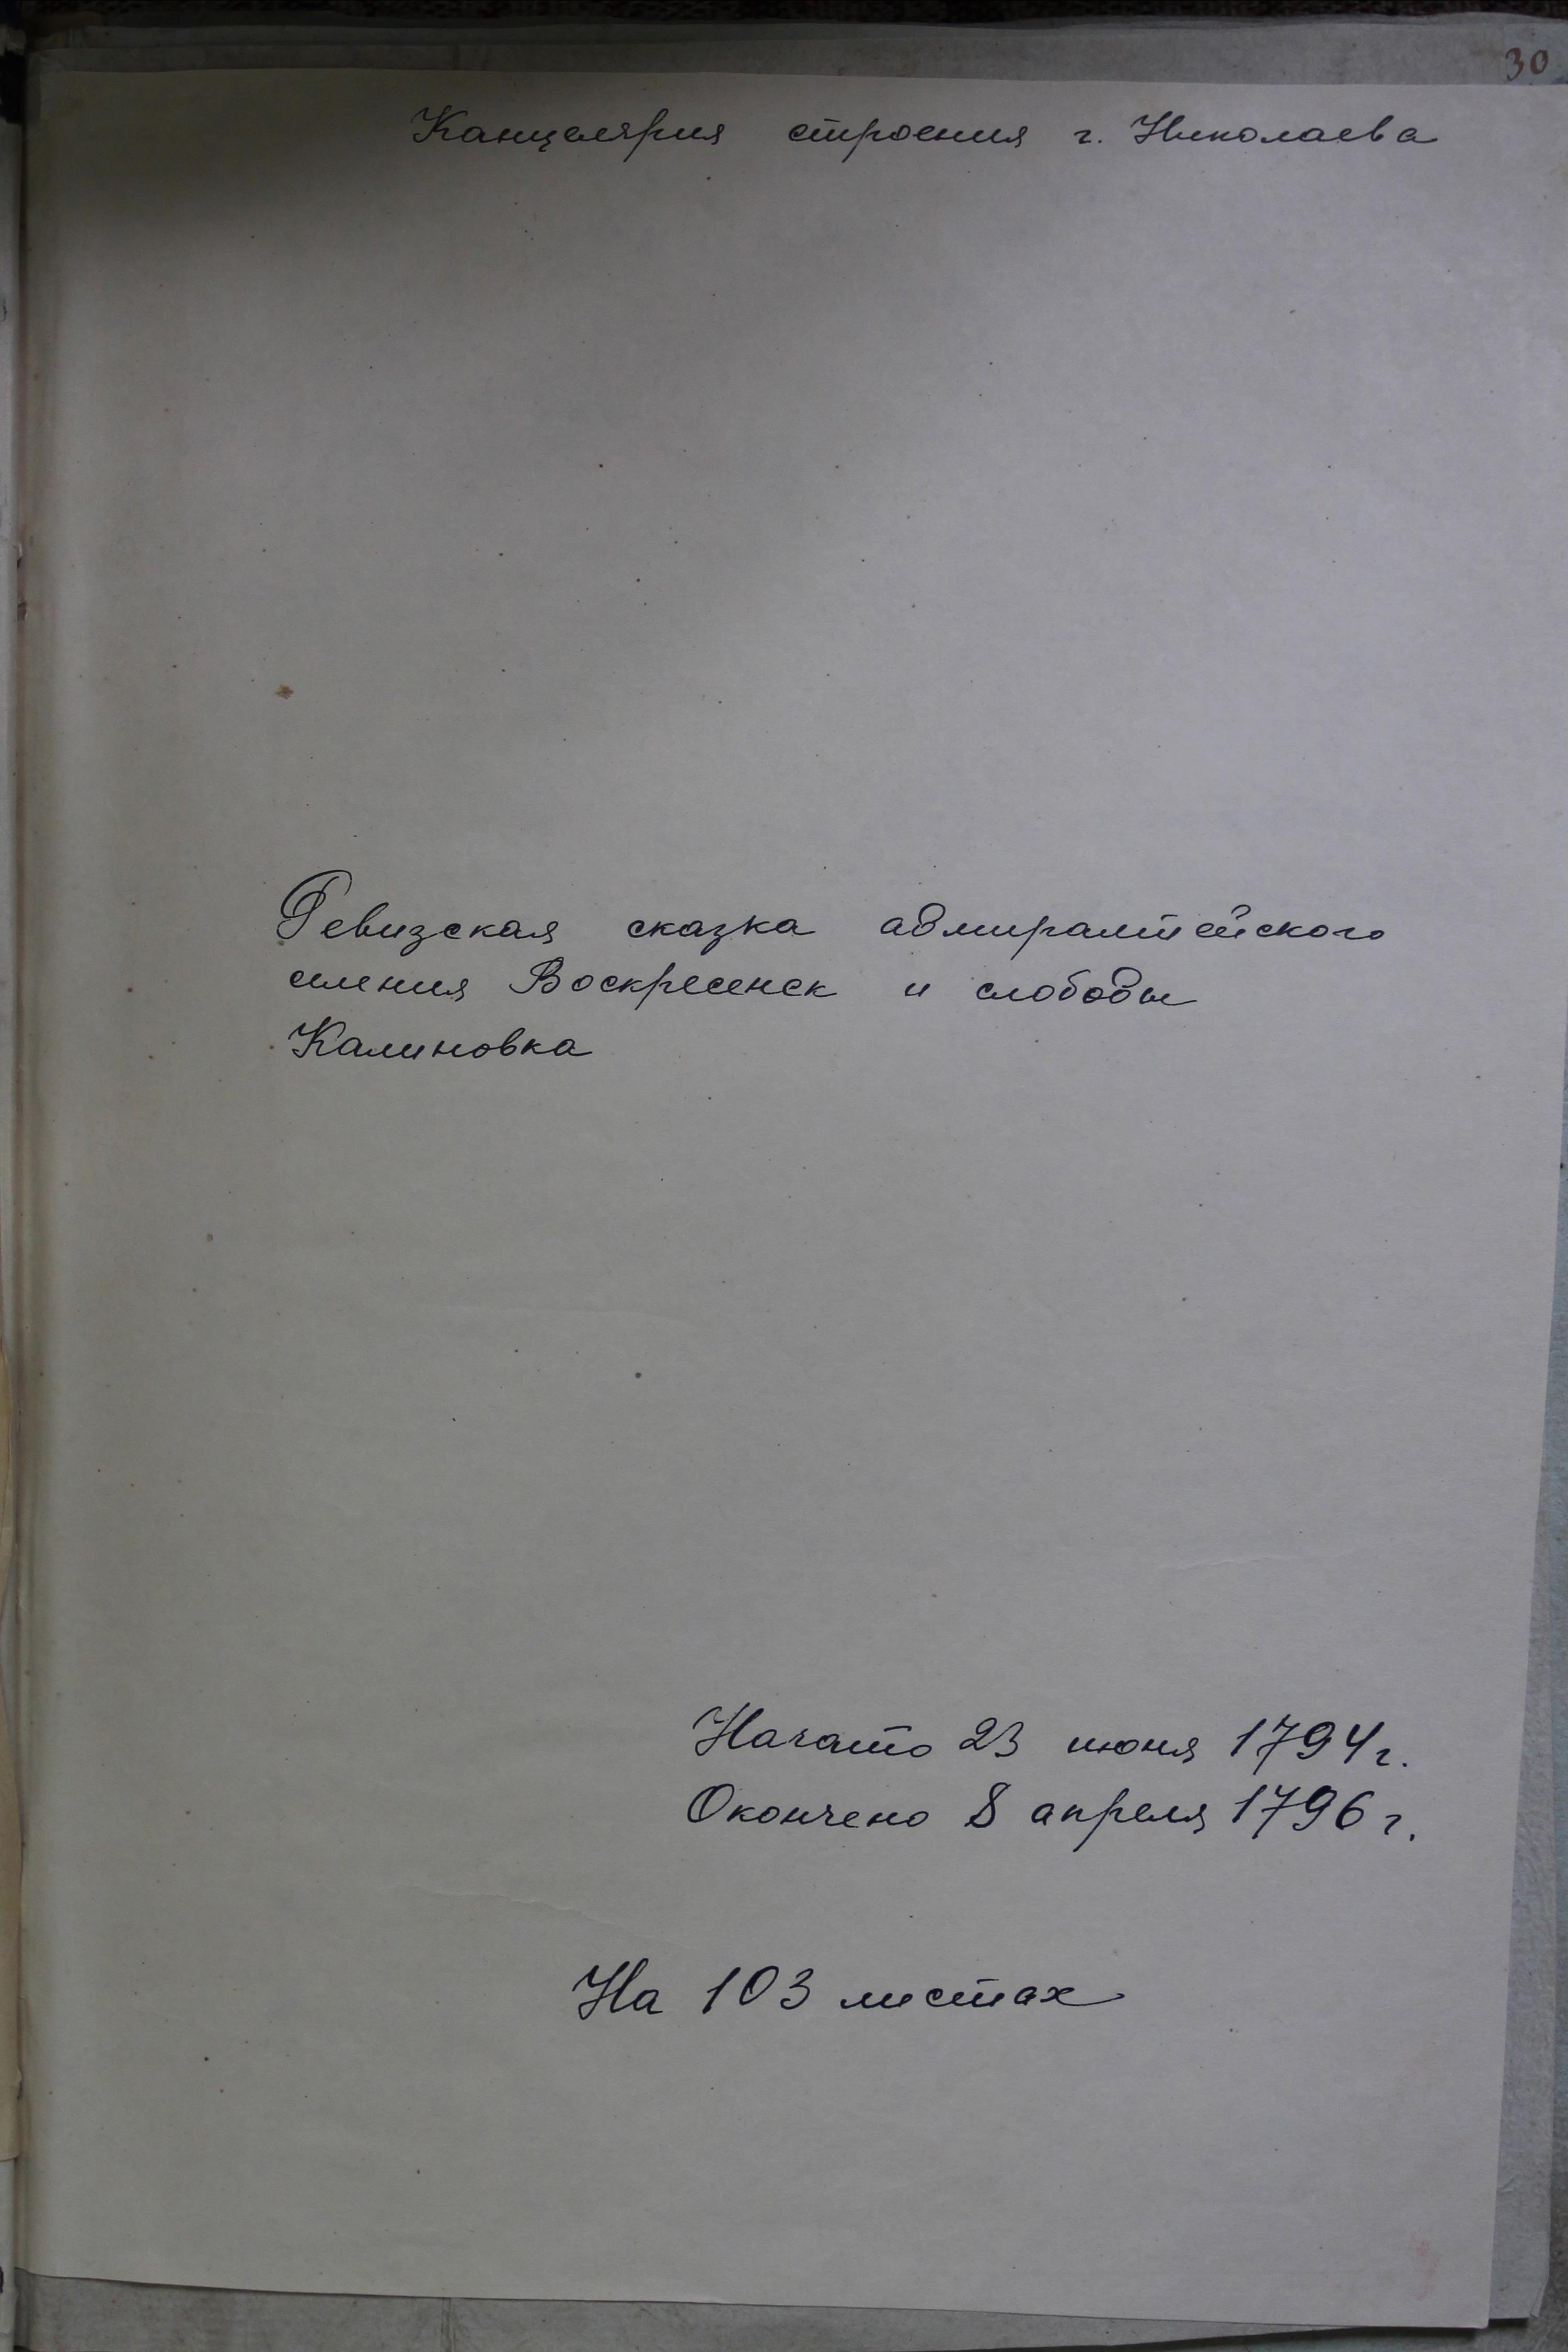 30
Канцелярия строения г. Николаева
Ревизская сказка адмиралтейского
селения Воскресенск и слободы
Калиновка
Начато 23 июня 1794 г.
Окончено 8 апреля 1796 г.
На 103 листах